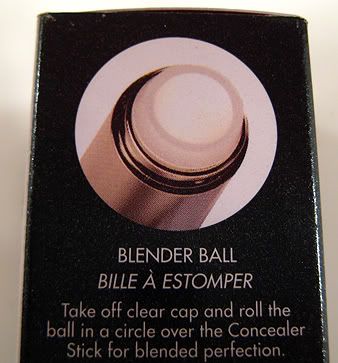 BLENDER BALL
BILLE À ESTOMPER
Take off clear cap and roll the
ball in a circle over the Concealer
Stick for blended perfection.